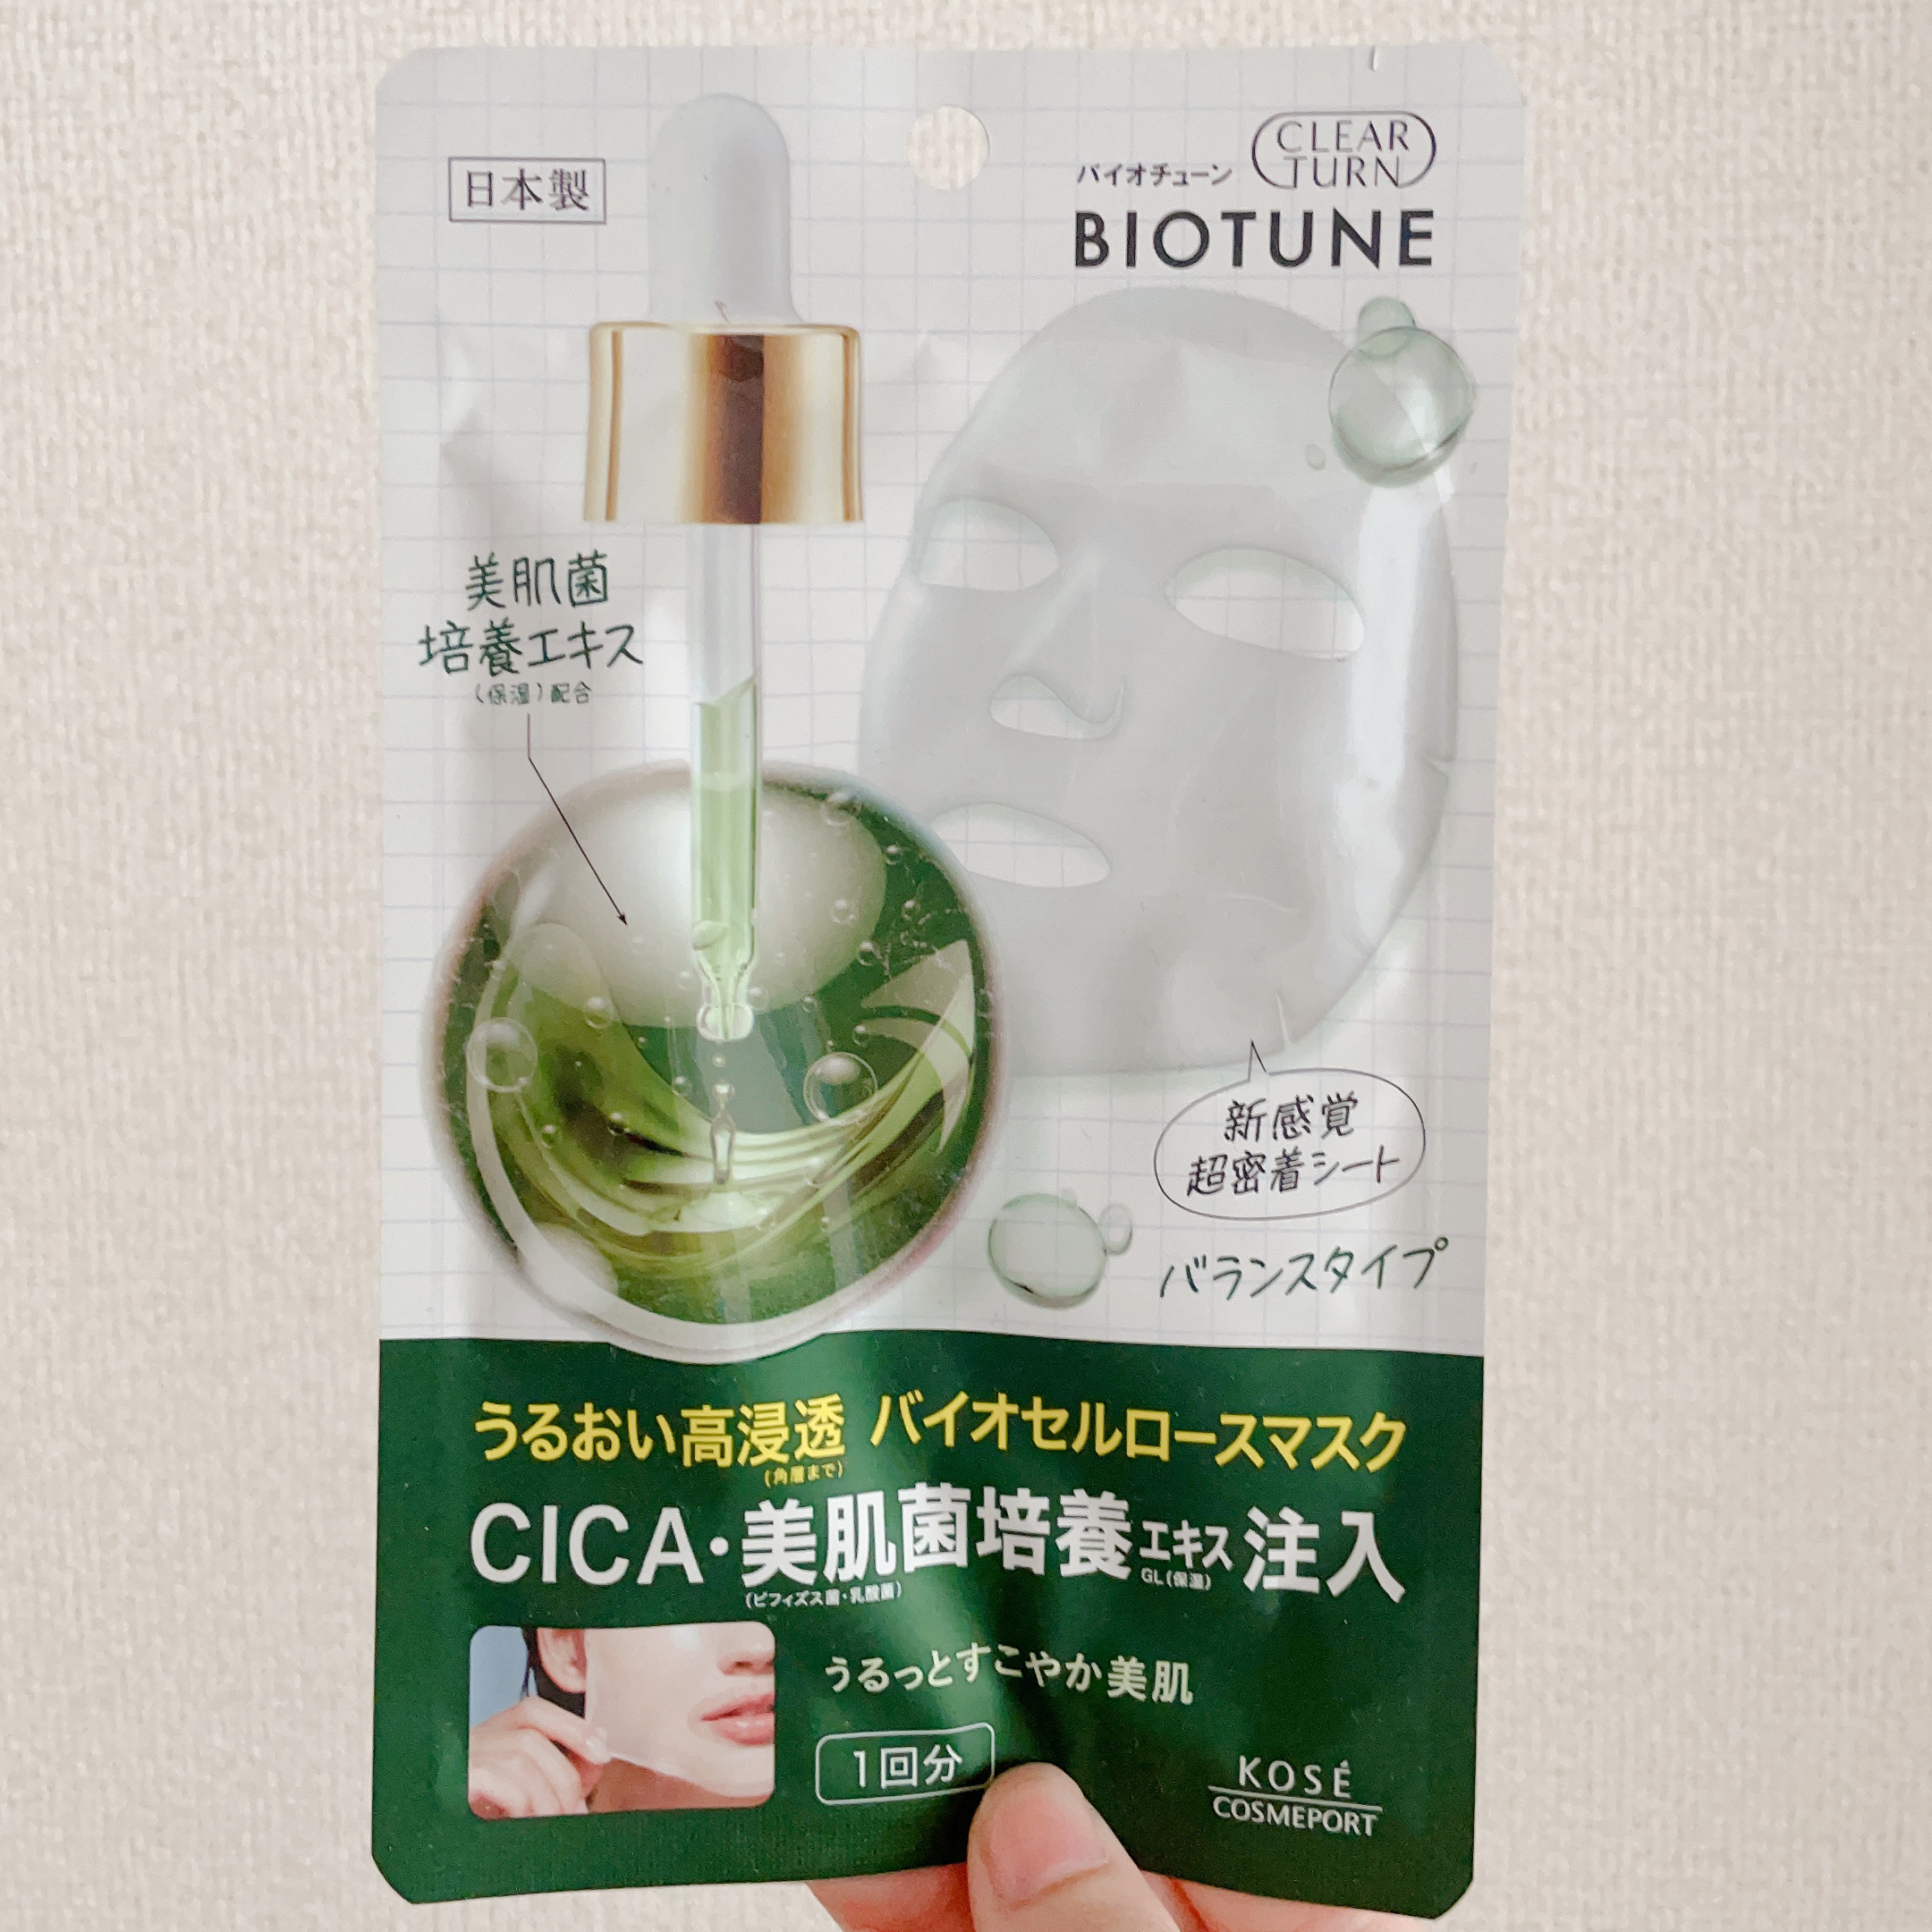 日本製
CLEAR
TURN
バイオチューン
BIOTUNE
美肌菌
培養エキス
(保湿)配合
新感覚
超密着シート
バランスタイプ
うるおい高浸透 バイオセルロースマスク
(角層まで)
CICA・美肌菌培養エキス注入
(ビフィズス菌・乳酸菌) GL(保湿)
うるっとすこやか美肌
1回分
KOSÉ
COSMEPORT